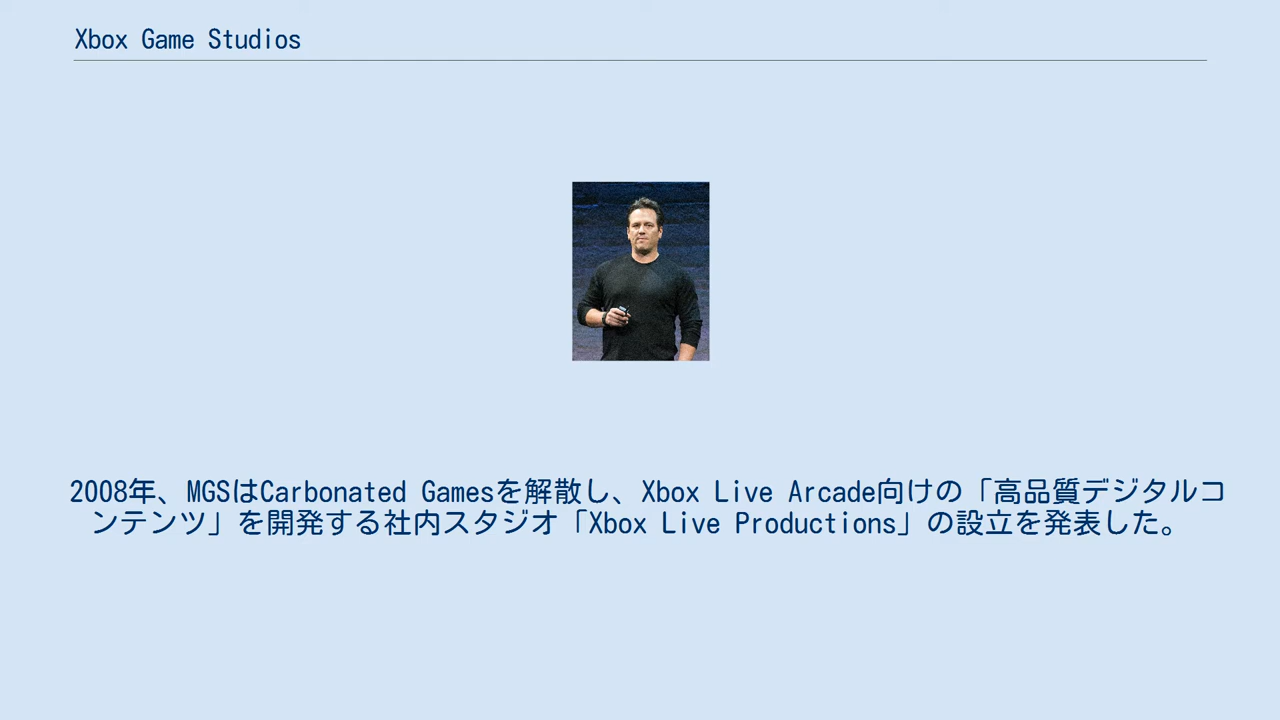 Xbox Game Studios
2008年、MGSはCarbonated Gamesを解散し、Xbox Live Arcade向けの「高品質デジタルコ
ンテンツ」を開発する社内スタジオ「Xbox Live Productions」の設立を発表した。